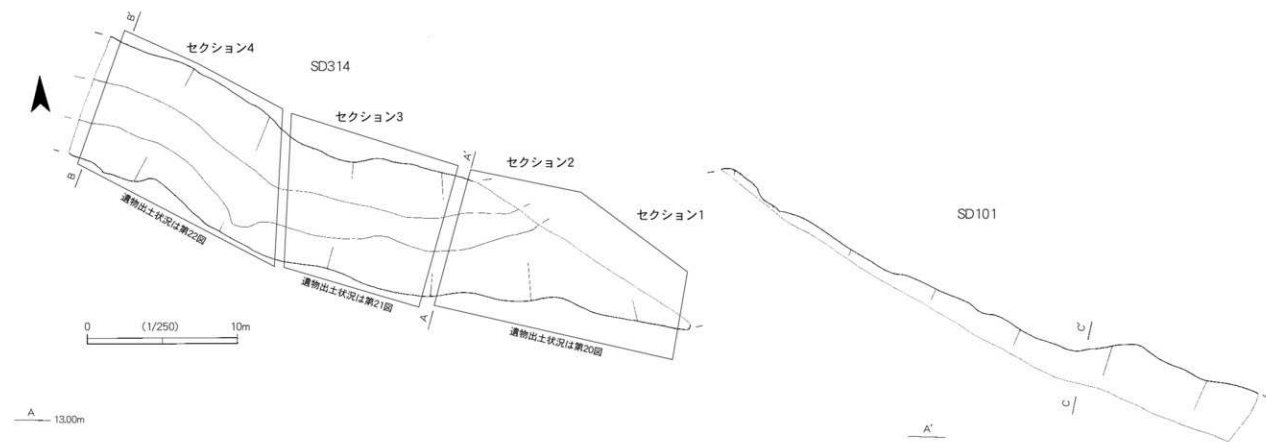 B'
セクション4
SD314
セクション3
A'
セクション2
セクション1
SD101
B
遺物出土状況は第22図
遺物出土状況は第21図
A
遺物出土状況は第20図
C'
C
0 (1/250) 10m
A 13.00m
A'